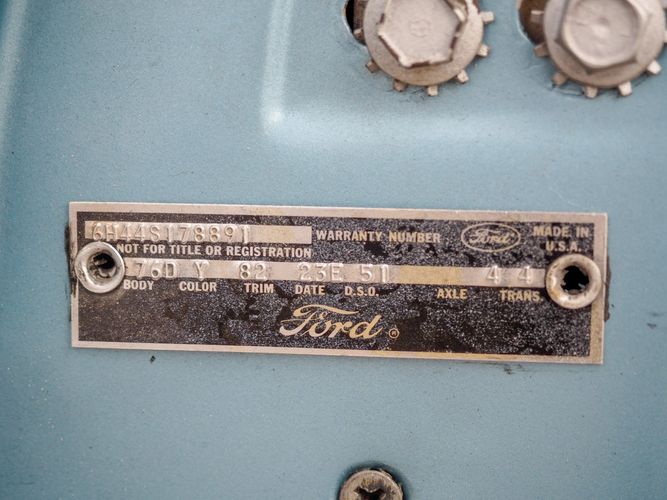 6H44S178891 WARRANTY NUMBER Ford MADE IN
NOT FOR TITLE OR REGISTRATION U.S.A.
76D Y 82 23E 51 4 4
BODY COLOR TRIM DATE D.S.O. AXLE TRANS.
Ford ®